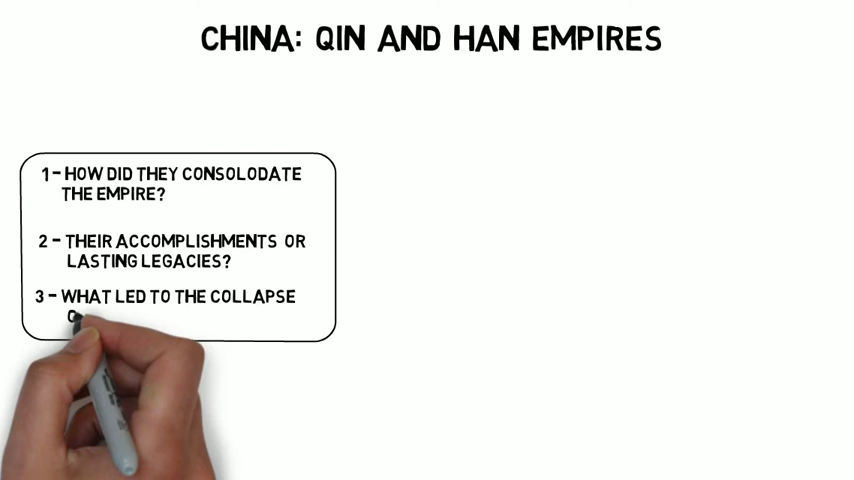 CHINA: QIN AND HAN EMPIRES
1 - HOW DID THEY CONSOLODATE
THE EMPIRE?
2 - THEIR ACCOMPLISHMENTS OR
LASTING LEGACIES?
3 - WHAT LED TO THE COLLAPSE